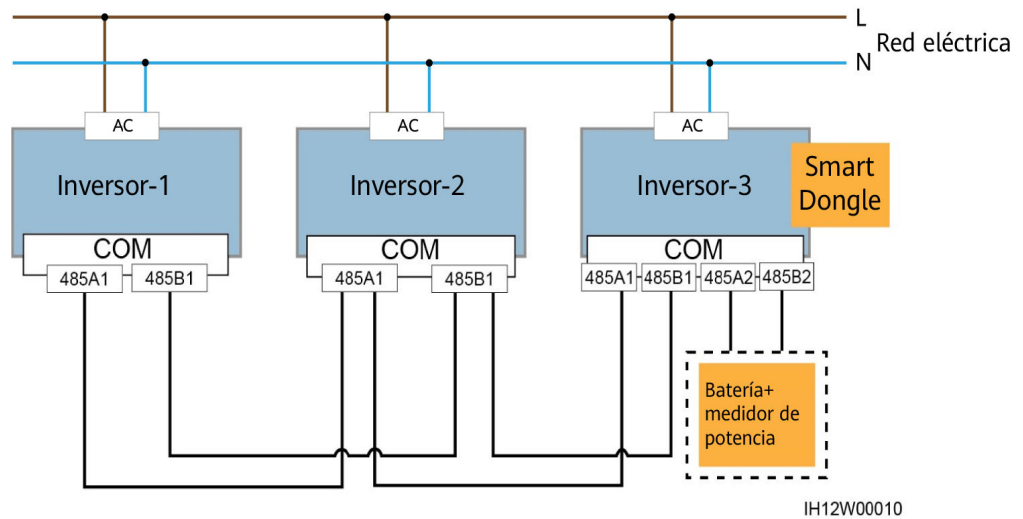 L
Red eléctrica
N
AC
AC
AC
Inversor-1
Inversor-2
Inversor-3
Smart
Dongle
COM
COM
COM
485A1
485B1
485A1
485B1
485A1
485B1
485A2
485B2
Batería+
medidor de
potencia
IH12W00010